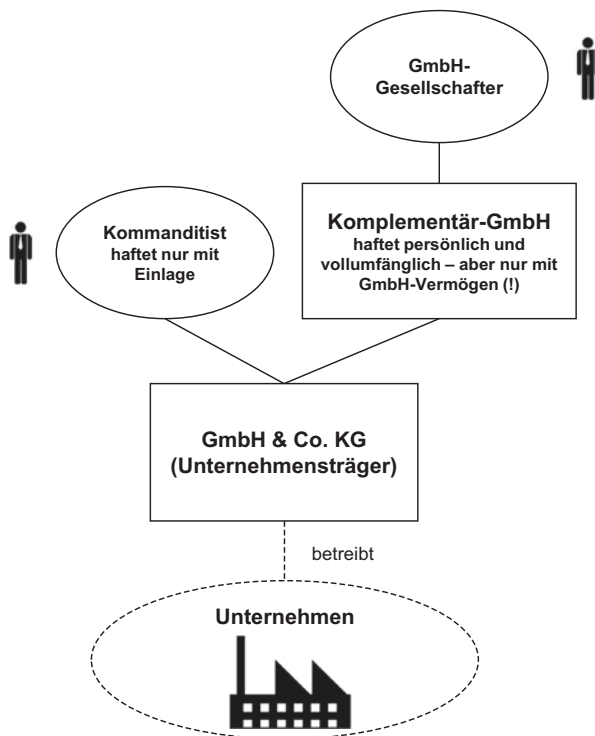 GmbH-
Gesellschafter
Kommanditist
haftet nur mit
Einlage
Komplementär-GmbH
haftet persönlich und
vollumfänglich – aber nur mit
GmbH-Vermögen (!)
GmbH & Co. KG
(Unternehmensträger)
betreibt
Unternehmen